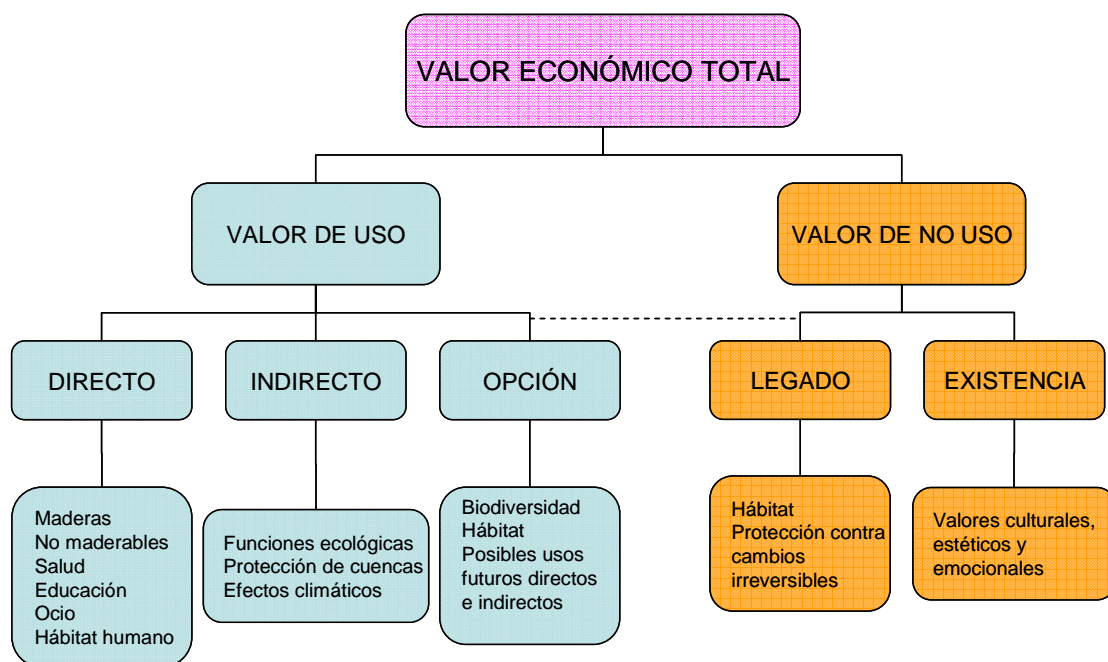 VALOR ECONÓMICO TOTAL
VALOR DE USO
VALOR DE NO USO
DIRECTO
INDIRECTO
OPCIÓN
LEGADO
EXISTENCIA
Maderas
No maderables
Salud
Educación
Ocio
Hábitat humano
Funciones ecológicas
Protección de cuencas
Efectos climáticos
Biodiversidad
Hábitat
Posibles usos
futuros directos
e indirectos
Hábitat
Protección contra
cambios
irreversibles
Valores culturales,
estéticos y
emocionales